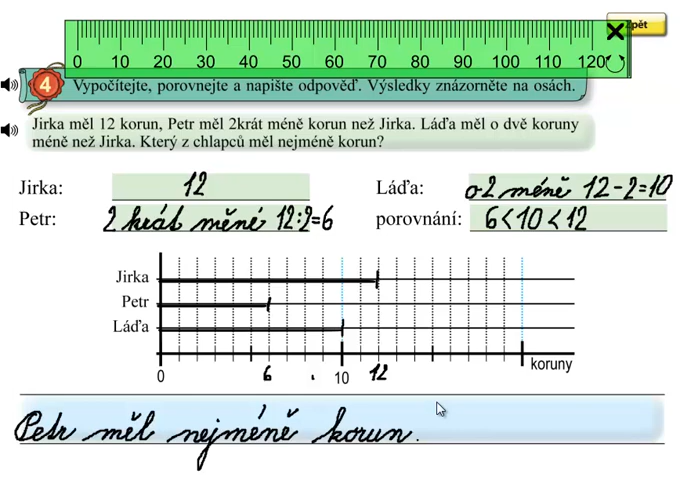 Zpět
0 10 20 30 40 50 60 70 80 90 100 110 120
4 Vypočítejte, porovnejte a napište odpověď. Výsledky znázorněte na osách.
Jirka měl 12 korun, Petr měl 2krát méně korun než Jirka. Láďa měl o dvě koruny
méně než Jirka. Který z chlapců měl nejméně korun?
Jirka: 12 Láďa: o 2 méně 12-2=10
Petr: 2 krát méně 12:2=6 porovnání: 6<10<12
Jirka
Petr
Láďa
0 6 10 12 koruny
Petr měl nejméně korun.